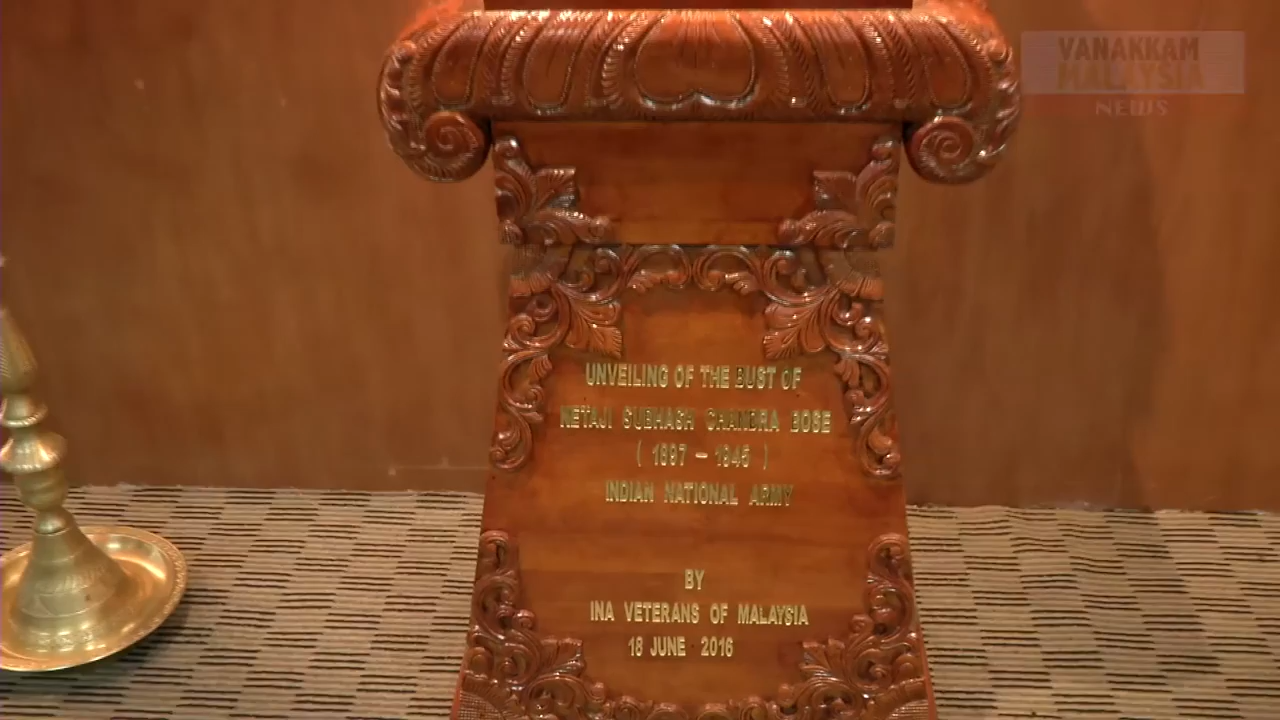 VANAKKAM
MALAYSIA
NEWS
UNVEILING OF THE BUST OF
NETAJI SUBHASH CHANDRA BOSE
( 1897 - 1945 )
INDIAN NATIONAL ARMY
BY
INA VETERANS OF MALAYSIA
18 JUNE 2016